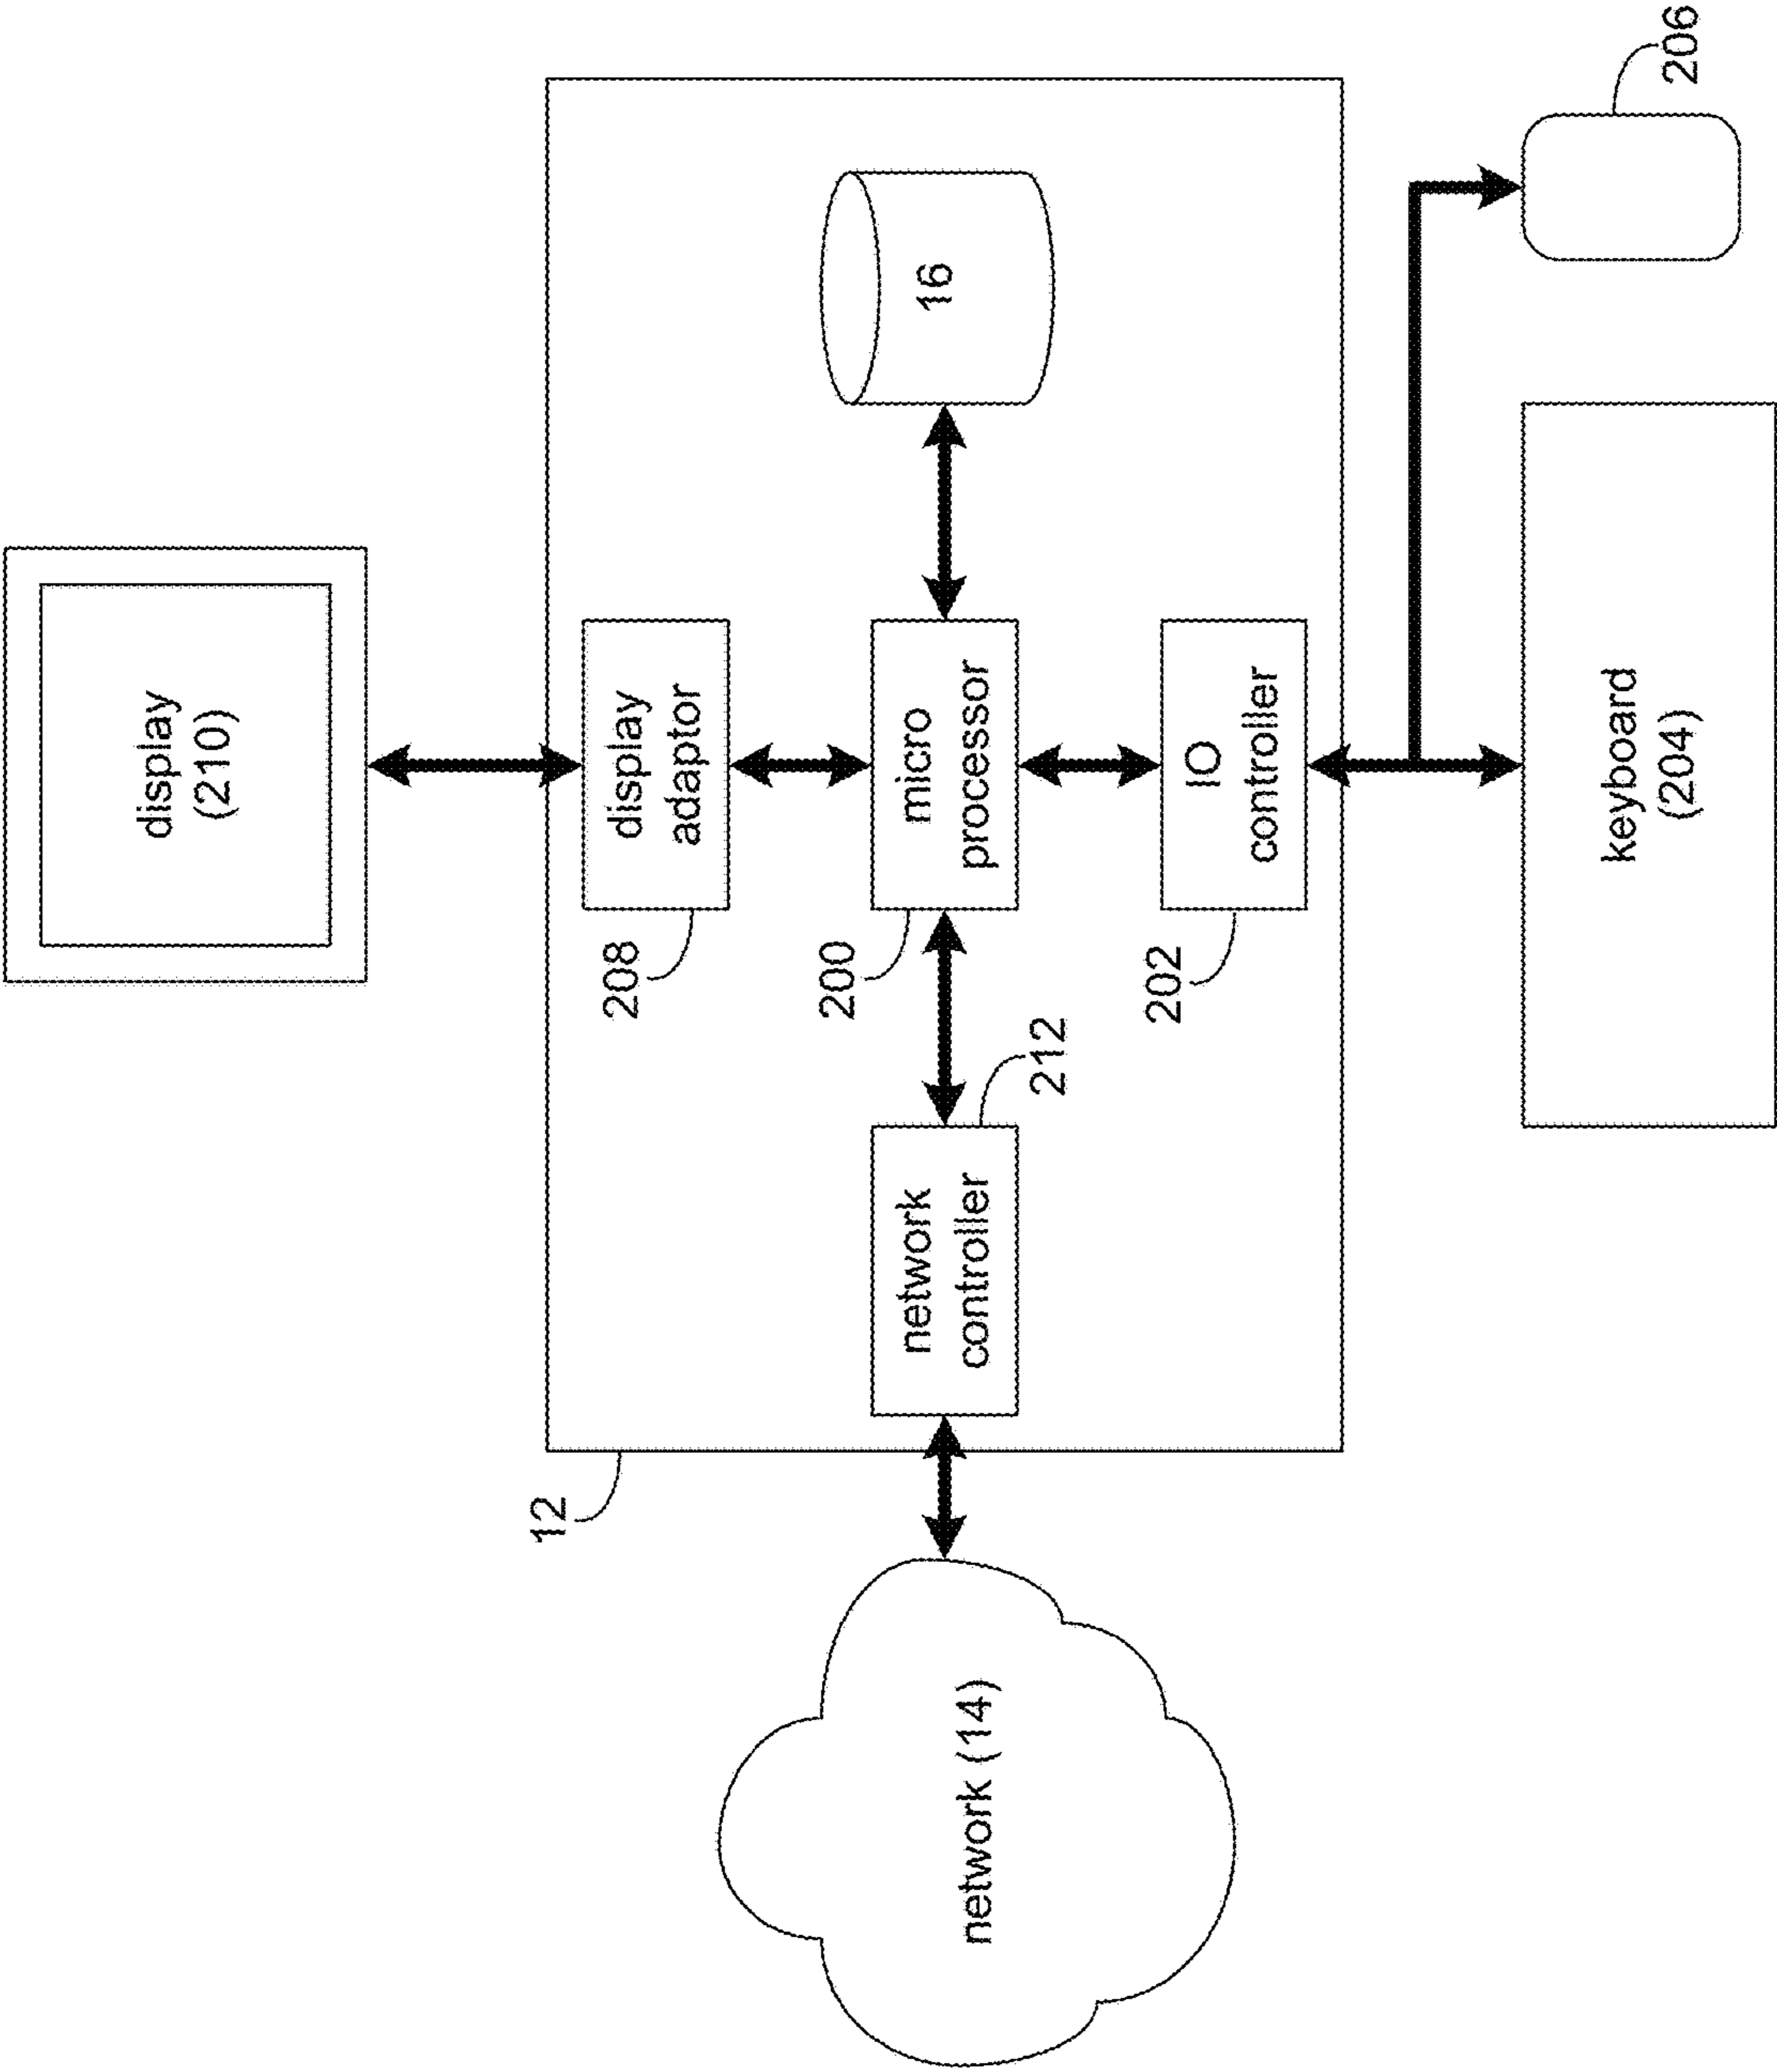 display
(210)
12
208
display
adaptor
network (14)
network
controller
212
200
micro
processor
16
202
IO
controller
keyboard
(204)
206